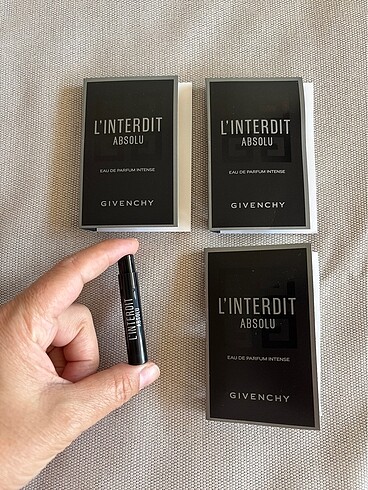 L'INTERDIT
ABSOLU
EAU DE PARFUM INTENSE
GIVENCHY
L'INTERDIT
ABSOLU
EAU DE PARFUM INTENSE
GIVENCHY
L'INTERDIT
ABSOLU
L'INTERDIT
ABSOLU
EAU DE PARFUM INTENSE
GIVENCHY